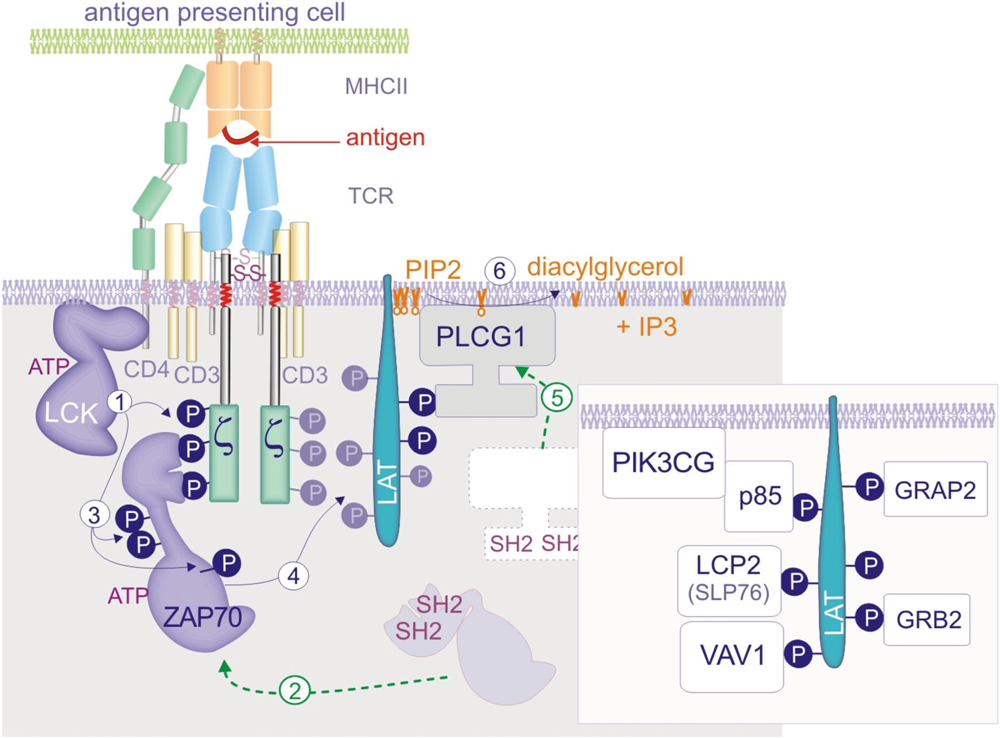 antigen presenting cell
MHCII
antigen
TCR
S-S
S-S
PIP2
6
diacylglycerol
PLCG1
+ IP3
ATP
CD4
CD3
CD3
P
LCK
1
P
ζ
ζ
P
P
5
P
P
P
P
P
P
LAT
P
P
3
P
P
P
SH2
SH2
P
P
4
ATP
ZAP70
SH2
SH2
2
PIK3CG
p85
P
P
GRAP2
LCP2
(SLP76)
P
P
LAT
P
GRB2
VAV1
P